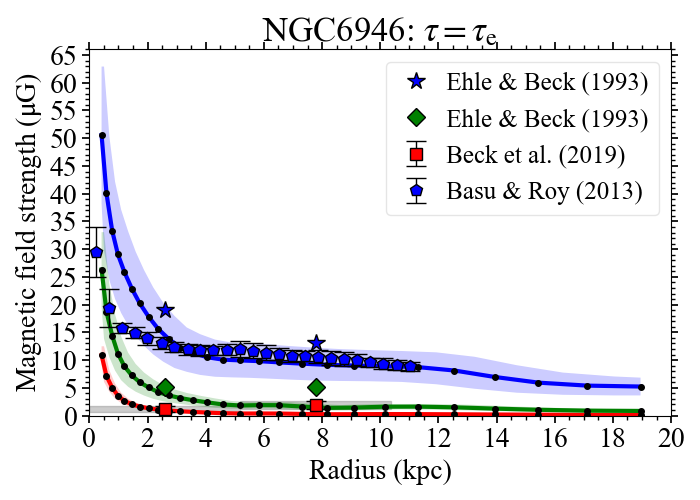 NGC6946: τ = τe
Magnetic field strength (μG)
65
60
55
50
45
40
35
30
25
20
15
10
5
0
Ehle & Beck (1993)
Ehle & Beck (1993)
Beck et al. (2019)
Basu & Roy (2013)
0 2 4 6 8 10 12 14 16 18 20
Radius (kpc)